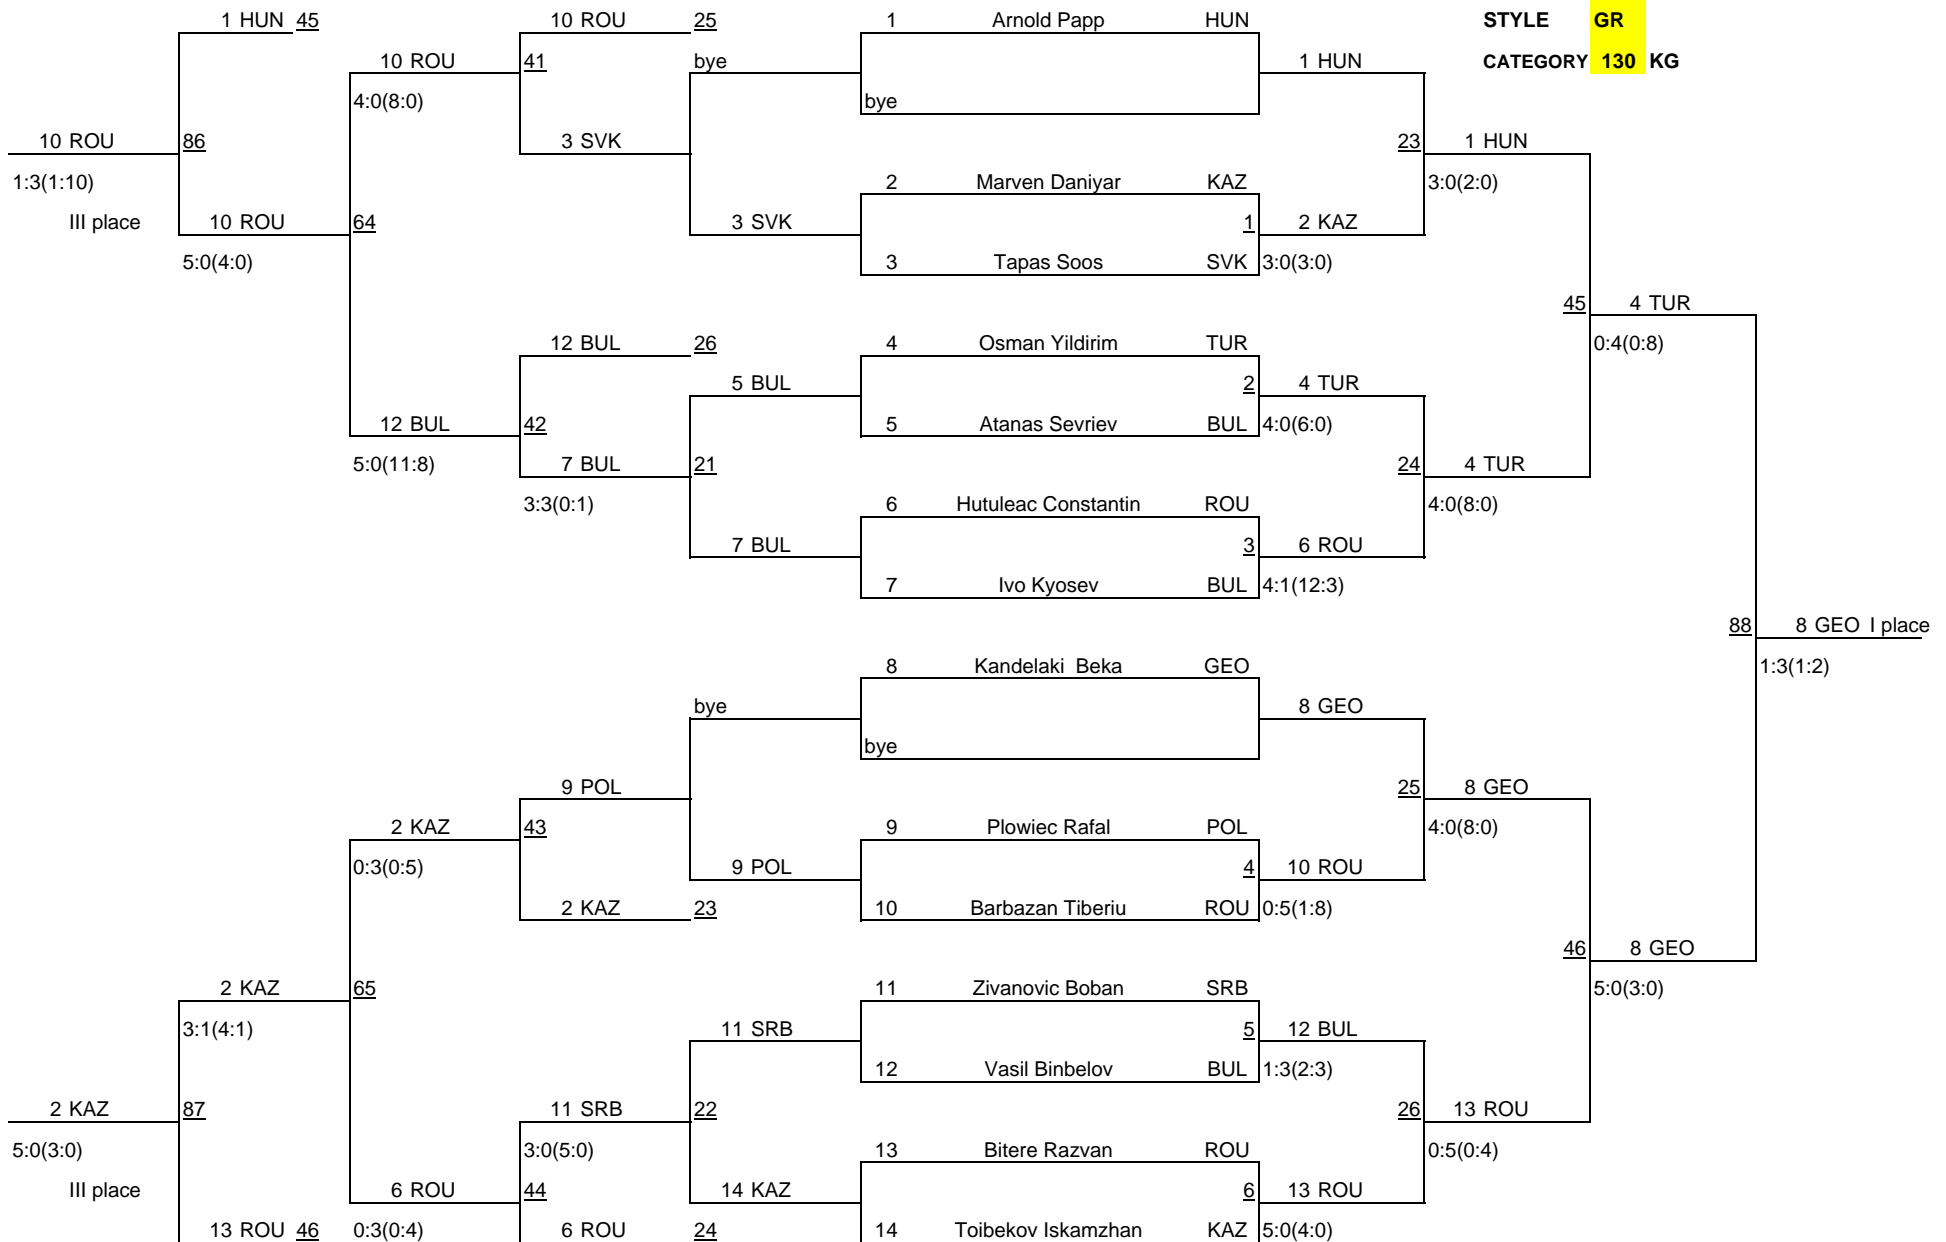 1 HUN 45 10 ROU 25 1 Arnold Papp HUN STYLE GR
10 ROU 41 bye 1 HUN CATEGORY 130 KG
4:0(8:0) bye
10 ROU 86 3 SVK 23 1 HUN
1:3(1:10) 2 Marven Daniyar KAZ 3:0(2:0)
III place 10 ROU 64 3 SVK 1 2 KAZ
5:0(4:0) 3 Tapas Soos SVK 3:0(3:0)
45 4 TUR
12 BUL 26 4 Osman Yildirim TUR 0:4(0:8)
5 BUL 2 4 TUR
12 BUL 42 5 Atanas Sevriev BUL 4:0(6:0)
5:0(11:8) 7 BUL 21 24 4 TUR
3:3(0:1) 6 Hutuleac Constantin ROU 4:0(8:0)
7 BUL 3 6 ROU
7 Ivo Kyosev BUL 4:1(12:3)
88 8 GEO I place
8 Kandelaki Beka GEO 1:3(1:2)
bye 8 GEO
bye
9 POL 25 8 GEO
2 KAZ 43 9 Plowiec Rafal POL 4:0(8:0)
0:3(0:5) 9 POL 4 10 ROU
2 KAZ 23 10 Barbazan Tiberiu ROU 0:5(1:8)
46 8 GEO
2 KAZ 65 11 Zivanovic Boban SRB 5:0(3:0)
3:1(4:1) 11 SRB 5 12 BUL
12 Vasil Binbelov BUL 1:3(2:3)
2 KAZ 87 11 SRB 22 26 13 ROU
5:0(3:0) 3:0(5:0) 13 Bitere Razvan ROU 0:5(0:4)
III place 6 ROU 44 14 KAZ 6 13 ROU
13 ROU 46 0:3(0:4) 6 ROU 24 14 Toibekov Iskamzhan KAZ 5:0(4:0)